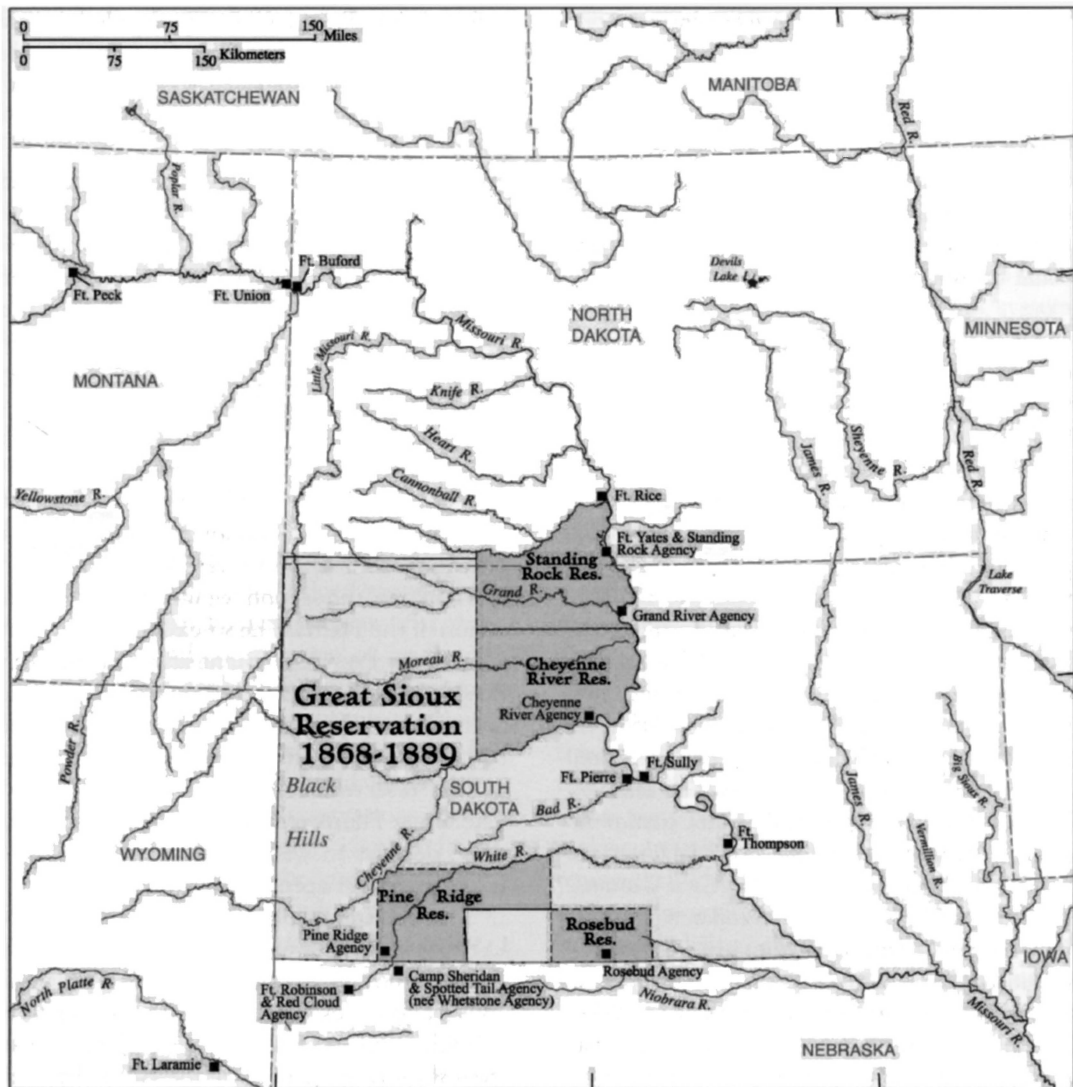 0 75 150 Miles
0 75 150 Kilometers
SASKATCHEWAN
MANITOBA
Red R.
Poplar R.
Ft. Buford
Ft. Peck
Ft. Union
Devils
Lake
NORTH
DAKOTA
MINNESOTA
Missouri R.
Little Missouri R.
MONTANA
Knife R.
Heart R.
Sheyenne R.
James R.
Red R.
Cannonball R.
Yellowstone R.
Ft. Rice
Ft. Yates & Standing
Rock Agency
Standing
Rock Res.
Lake
Traverse
Grand R.
Grand River Agency
Moreau R.
Cheyenne
River Res.
Great Sioux
Reservation
1868-1889
Cheyenne
River Agency
Powder R.
Ft. Sully
Ft. Pierre
Black
Hills
SOUTH
DAKOTA
Bad R.
James R.
Big Sioux R.
Ft.
Thompson
Vermillion R.
WYOMING
Cheyenne R.
White R.
Pine Ridge
Res.
Rosebud
Res.
Pine Ridge
Agency
IOWA
Rosebud Agency
Camp Sheridan
& Spotted Tail Agency
(neé Whetstone Agency)
North Platte R.
Ft. Robinson
& Red Cloud
Agency
Niobrara R.
Missouri R.
Ft. Laramie
NEBRASKA